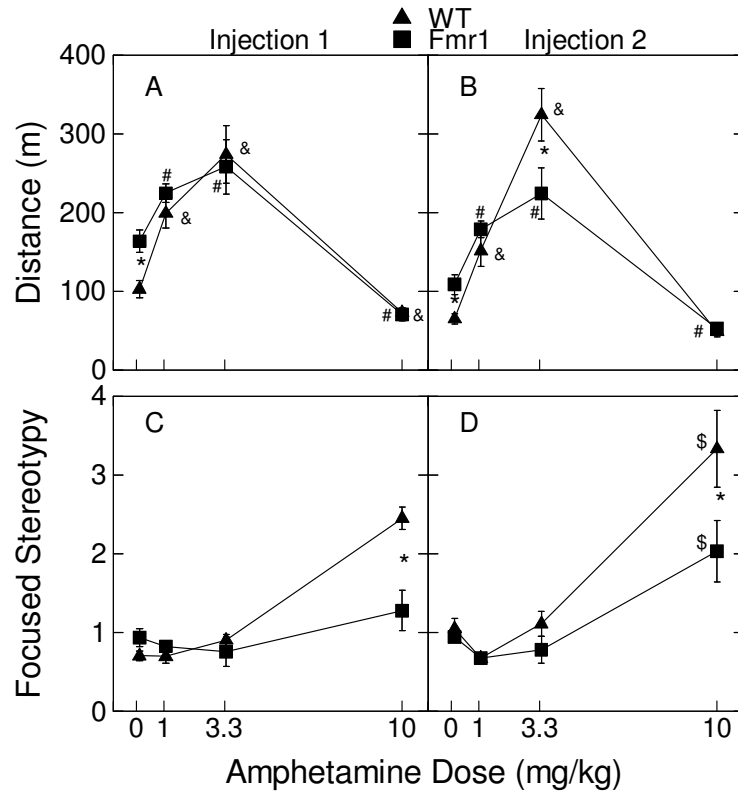 WT
Injection 1 Fmr1 Injection 2
400
300
200
100
0
Distance (m)
A
#
&
*
#
&
#
&
B
#
&
*
&
*
#
#
4
3
2
1
0
Focused Stereotypy
C
*
D
$
*
$
0 1 3.3 10
0 1 3.3 10
Amphetamine Dose (mg/kg)